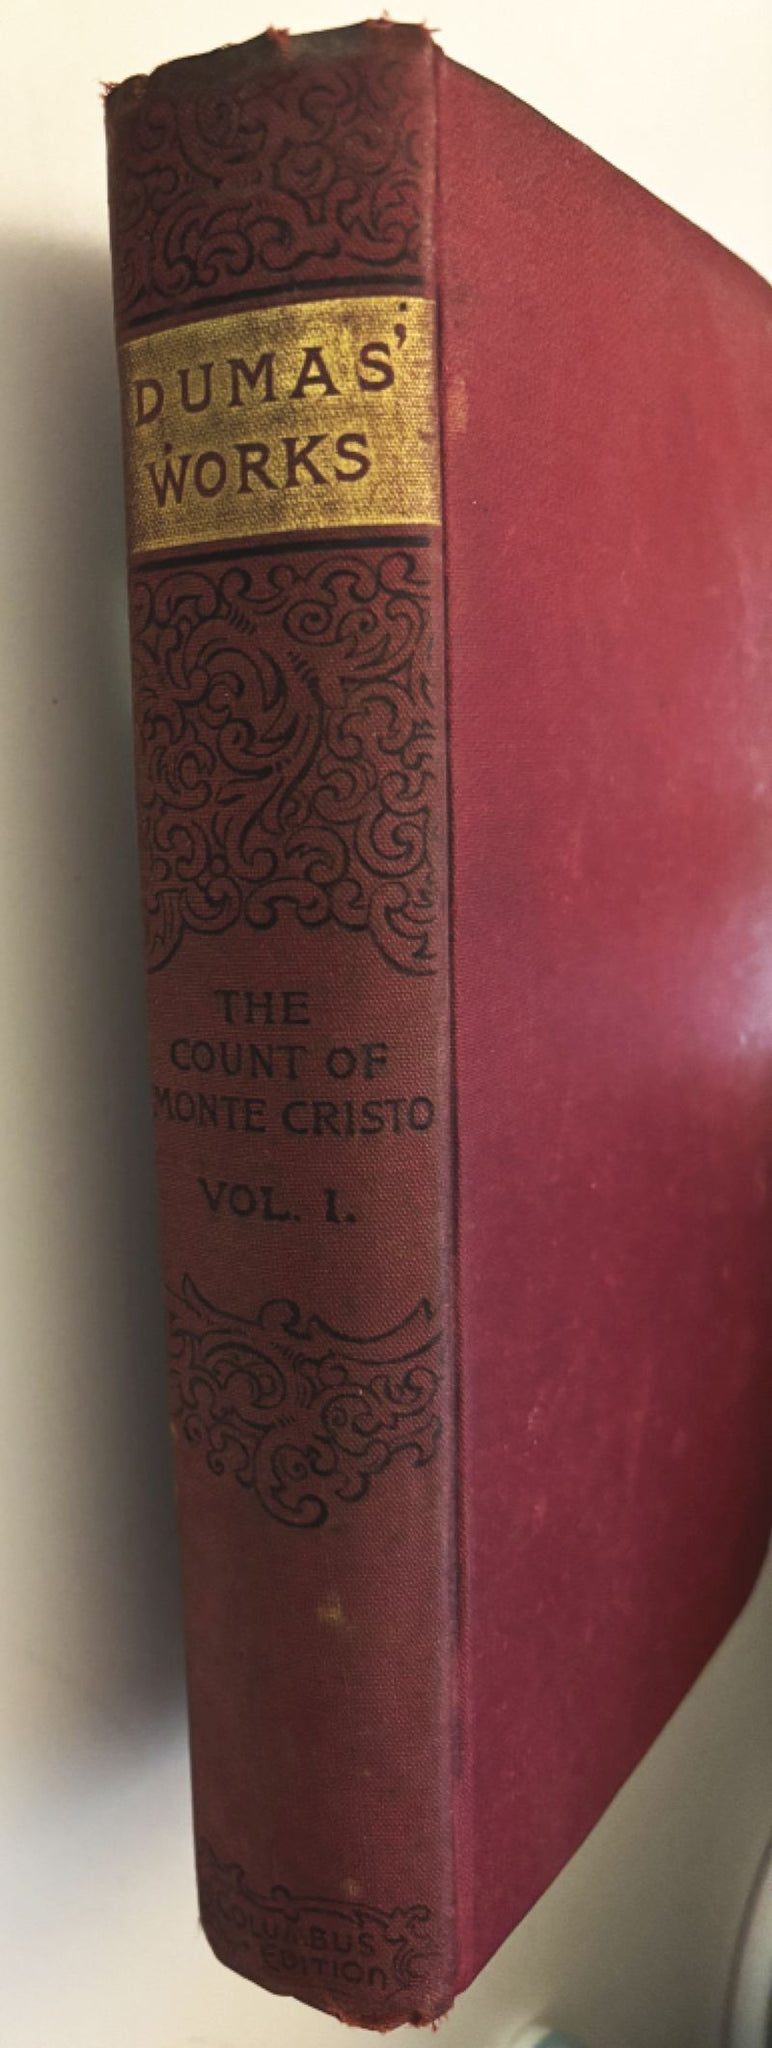 DUMAS'
WORKS
THE
COUNT OF
MONTE CRISTO
VOL. I.
COLUMBUS
EDITION